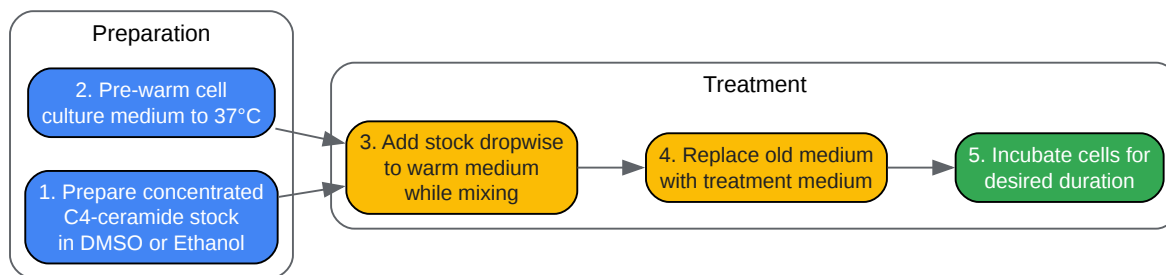 Preparation
2. Pre-warm cell
culture medium to 37°C
1. Prepare concentrated
C4-ceramide stock
in DMSO or Ethanol
Treatment
3. Add stock dropwise
to warm medium
while mixing
4. Replace old medium
with treatment medium
5. Incubate cells for
desired duration